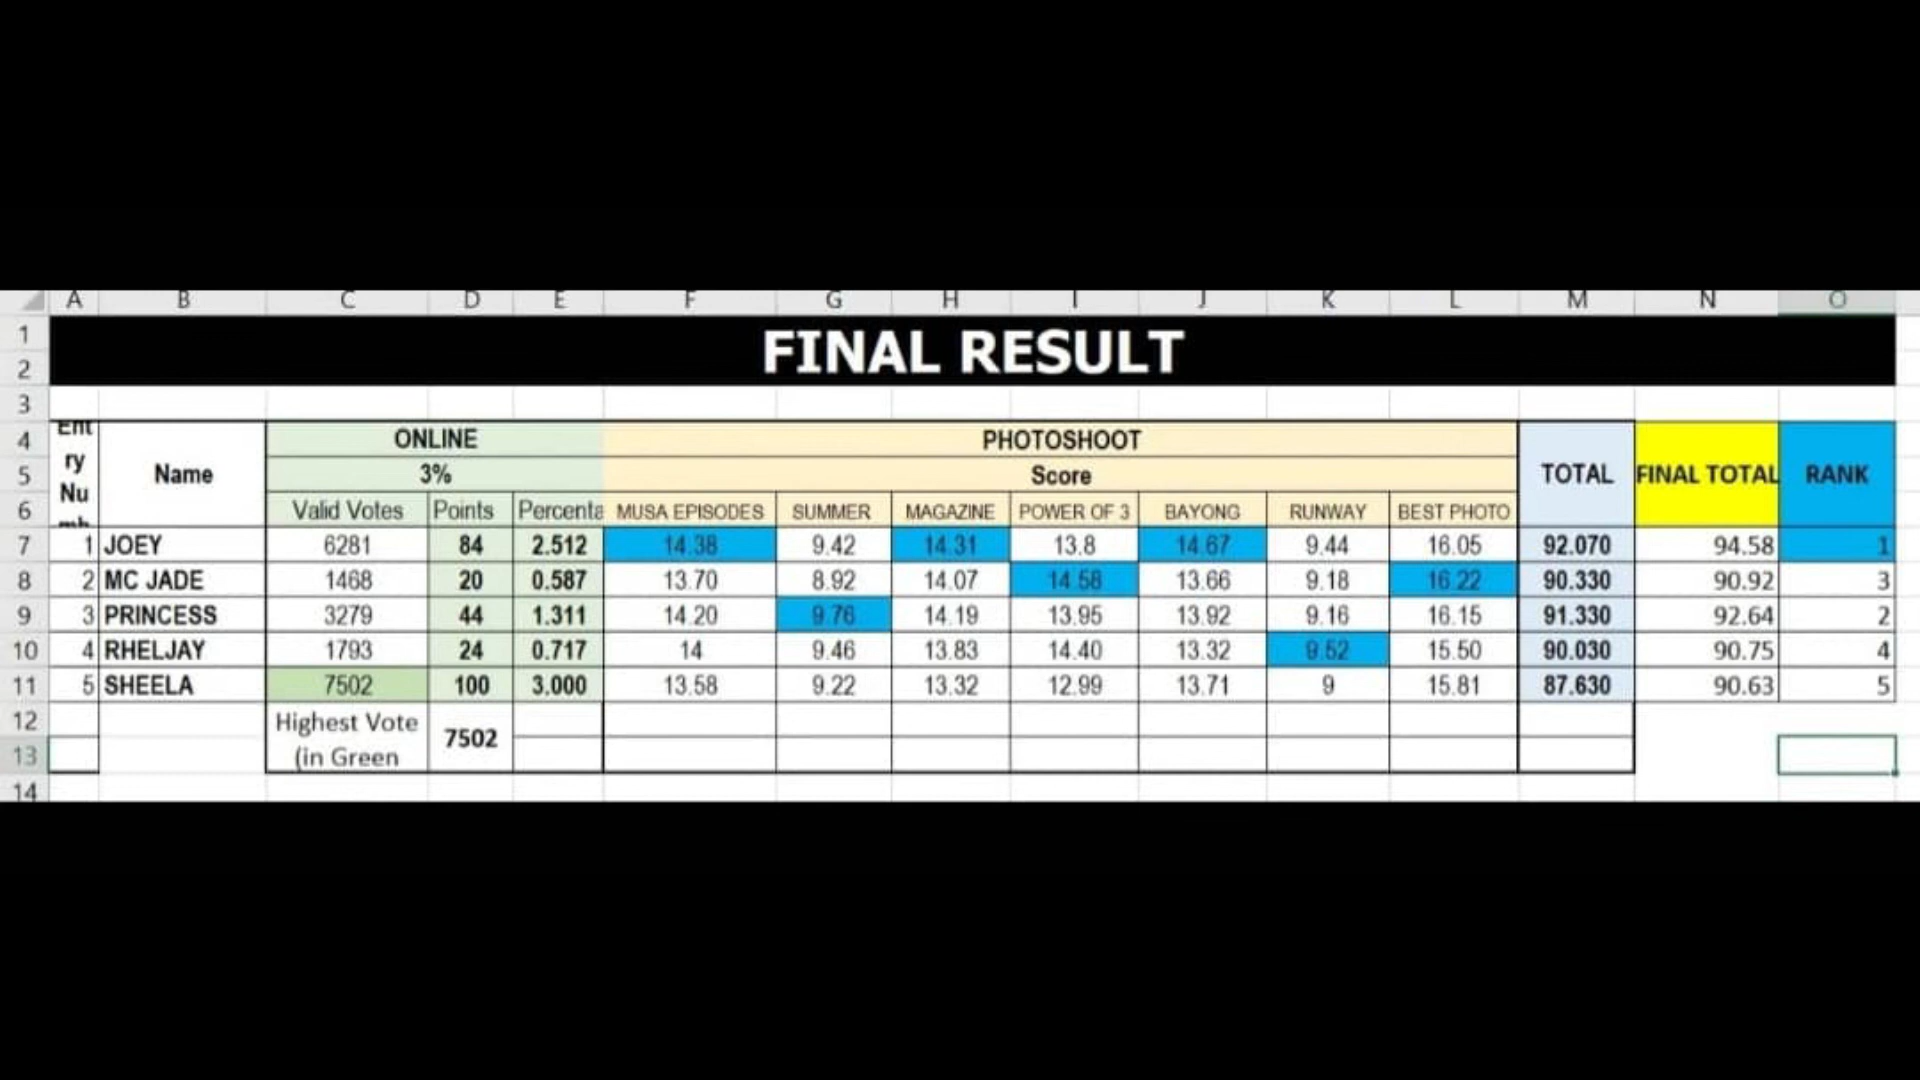 A B C D E F G H I J K L M N O
1 FINAL RESULT
2
3
4 Ent ONLINE PHOTOSHOOT
5 ry Name 3% Score TOTAL FINAL TOTAL RANK
6 Nu Valid Votes Points Percenta MUSA EPISODES SUMMER MAGAZINE POWER OF 3 BAYONG RUNWAY BEST PHOTO
7 1 JOEY 6281 84 2.512 14.38 9.42 14.31 13.8 14.67 9.44 16.05 92.070 94.58 1
8 2 MC JADE 1468 20 0.587 13.70 8.92 14.07 14.58 13.66 9.18 16.22 90.330 90.92 3
9 3 PRINCESS 3279 44 1.311 14.20 9.76 14.19 13.95 13.92 9.16 16.15 91.330 92.64 2
10 4 RHELJAY 1793 24 0.717 14 9.46 13.83 14.40 13.32 9.52 15.50 90.030 90.75 4
11 5 SHEELA 7502 100 3.000 13.58 9.22 13.32 12.99 13.71 9 15.81 87.630 90.63 5
12 Highest Vote 7502
13 (in Green
14